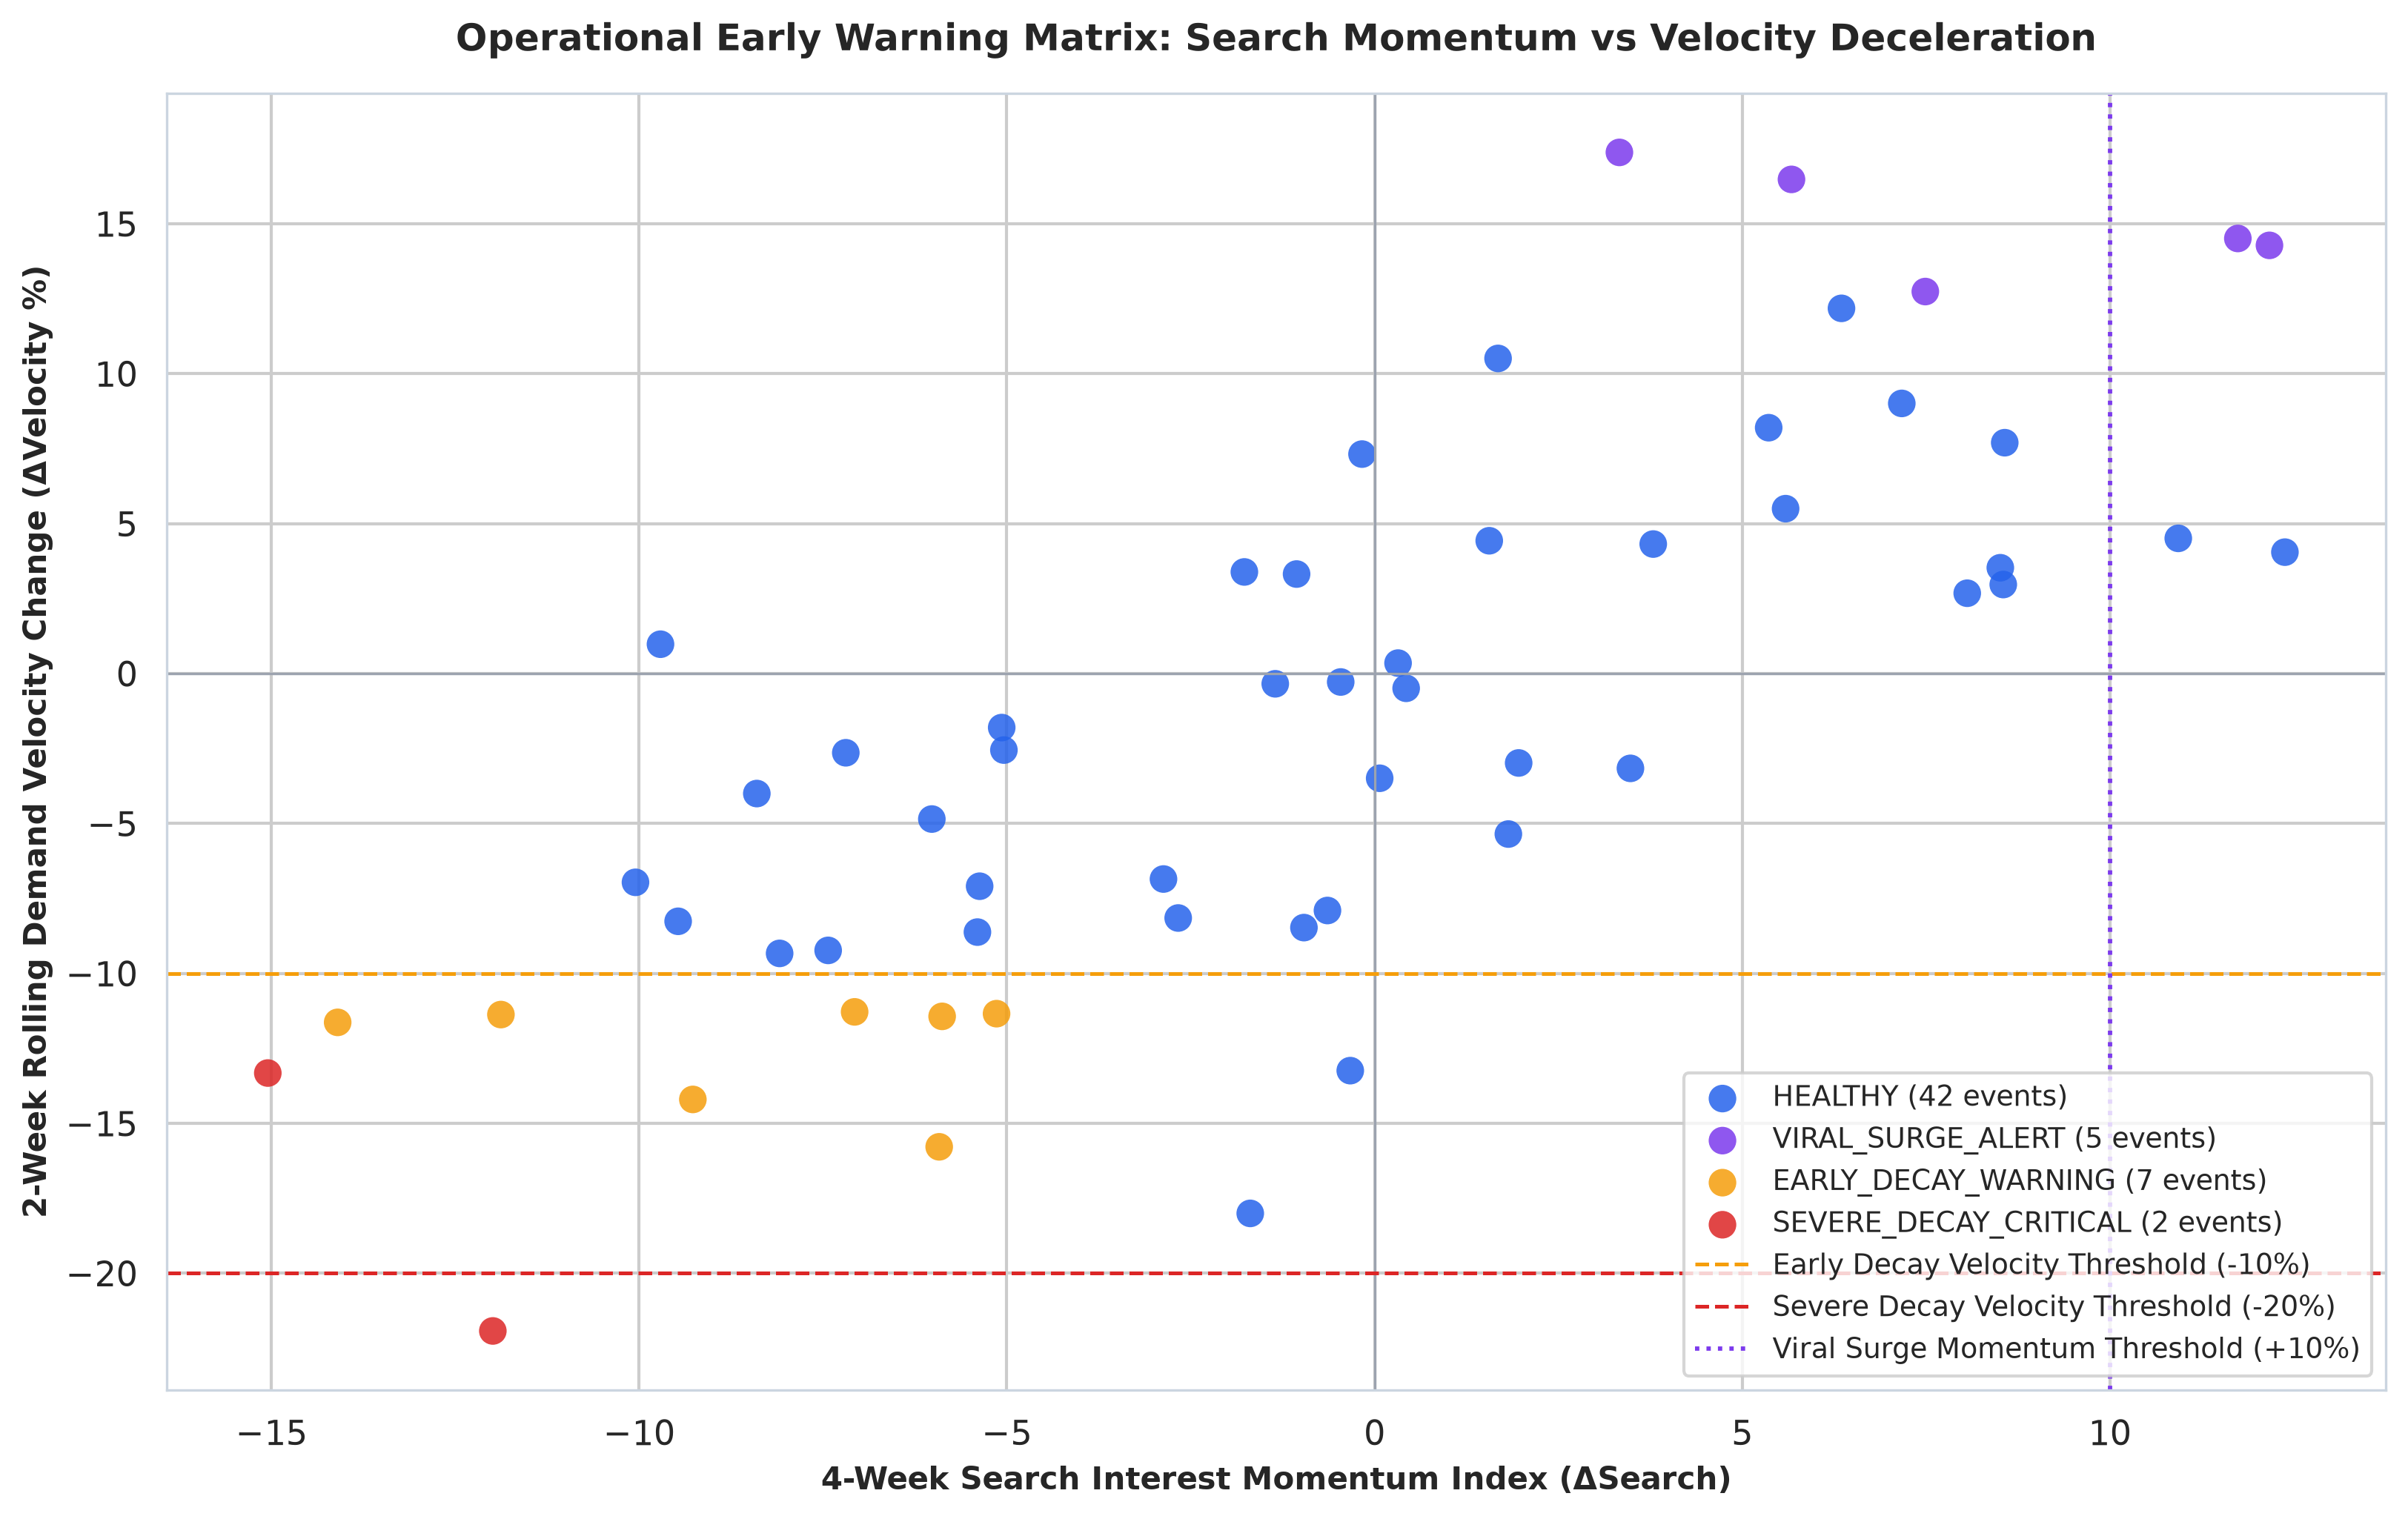 Operational Early Warning Matrix: Search Momentum vs Velocity Deceleration
2-Week Rolling Demand Velocity Change (ΔVelocity %)
15
10
5
0
−5
−10
−15
−20
HEALTHY (42 events)
VIRAL_SURGE_ALERT (5 events)
EARLY_DECAY_WARNING (7 events)
SEVERE_DECAY_CRITICAL (2 events)
Early Decay Velocity Threshold (-10%)
Severe Decay Velocity Threshold (-20%)
Viral Surge Momentum Threshold (+10%)
−15
−10
−5
0
5
10
4-Week Search Interest Momentum Index (ΔSearch)